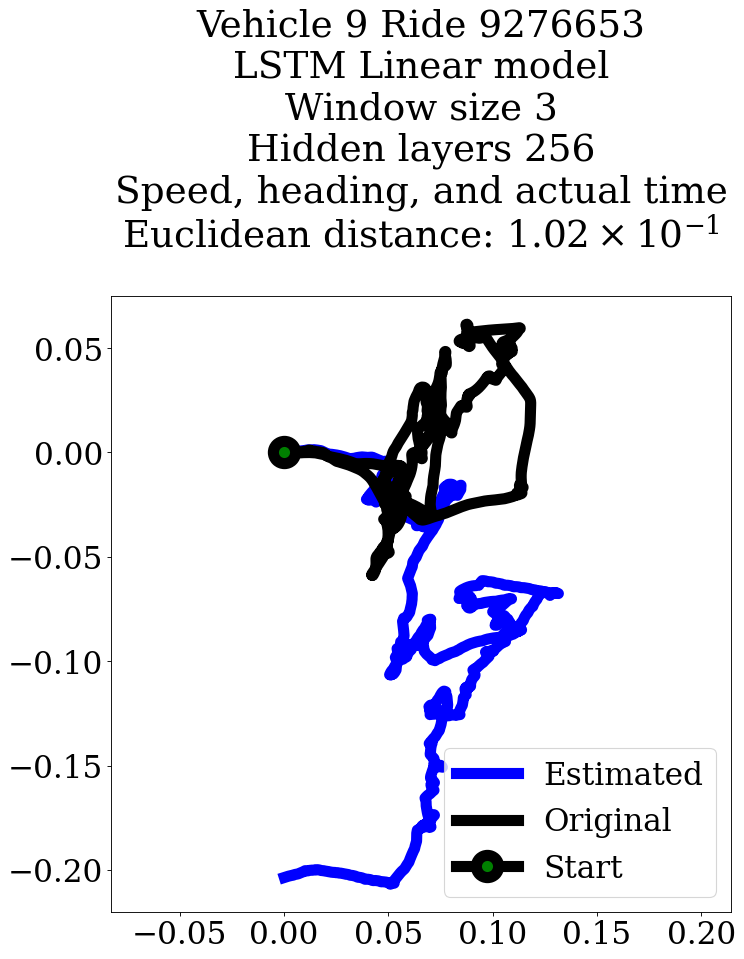 Vehicle 9 Ride 9276653
LSTM Linear model
Window size 3
Hidden layers 256
Speed, heading, and actual time
Euclidean distance: 1.02 × 10⁻¹
0.05
0.00
−0.05
−0.10
−0.15
−0.20
Estimated
Original
Start
−0.05 0.00 0.05 0.10 0.15 0.20